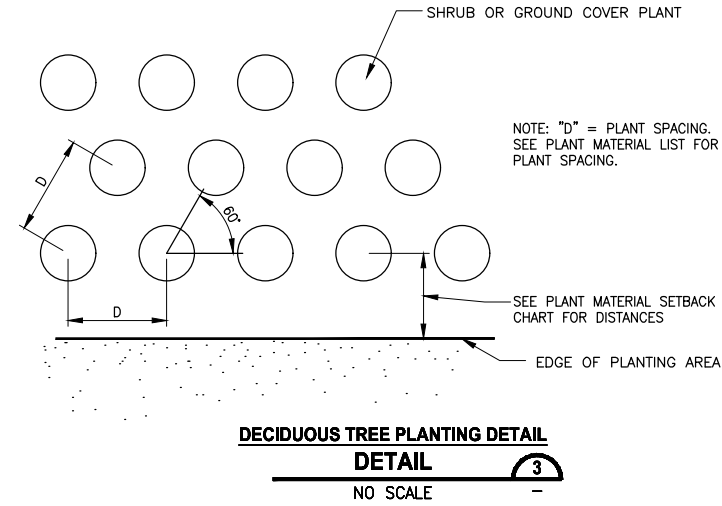 SHRUB OR GROUND COVER PLANT
NOTE: "D" = PLANT SPACING.
SEE PLANT MATERIAL LIST FOR
PLANT SPACING.
D
60°
D
SEE PLANT MATERIAL SETBACK
CHART FOR DISTANCES
EDGE OF PLANTING AREA
DECIDUOUS TREE PLANTING DETAIL
DETAIL
3
NO SCALE
–